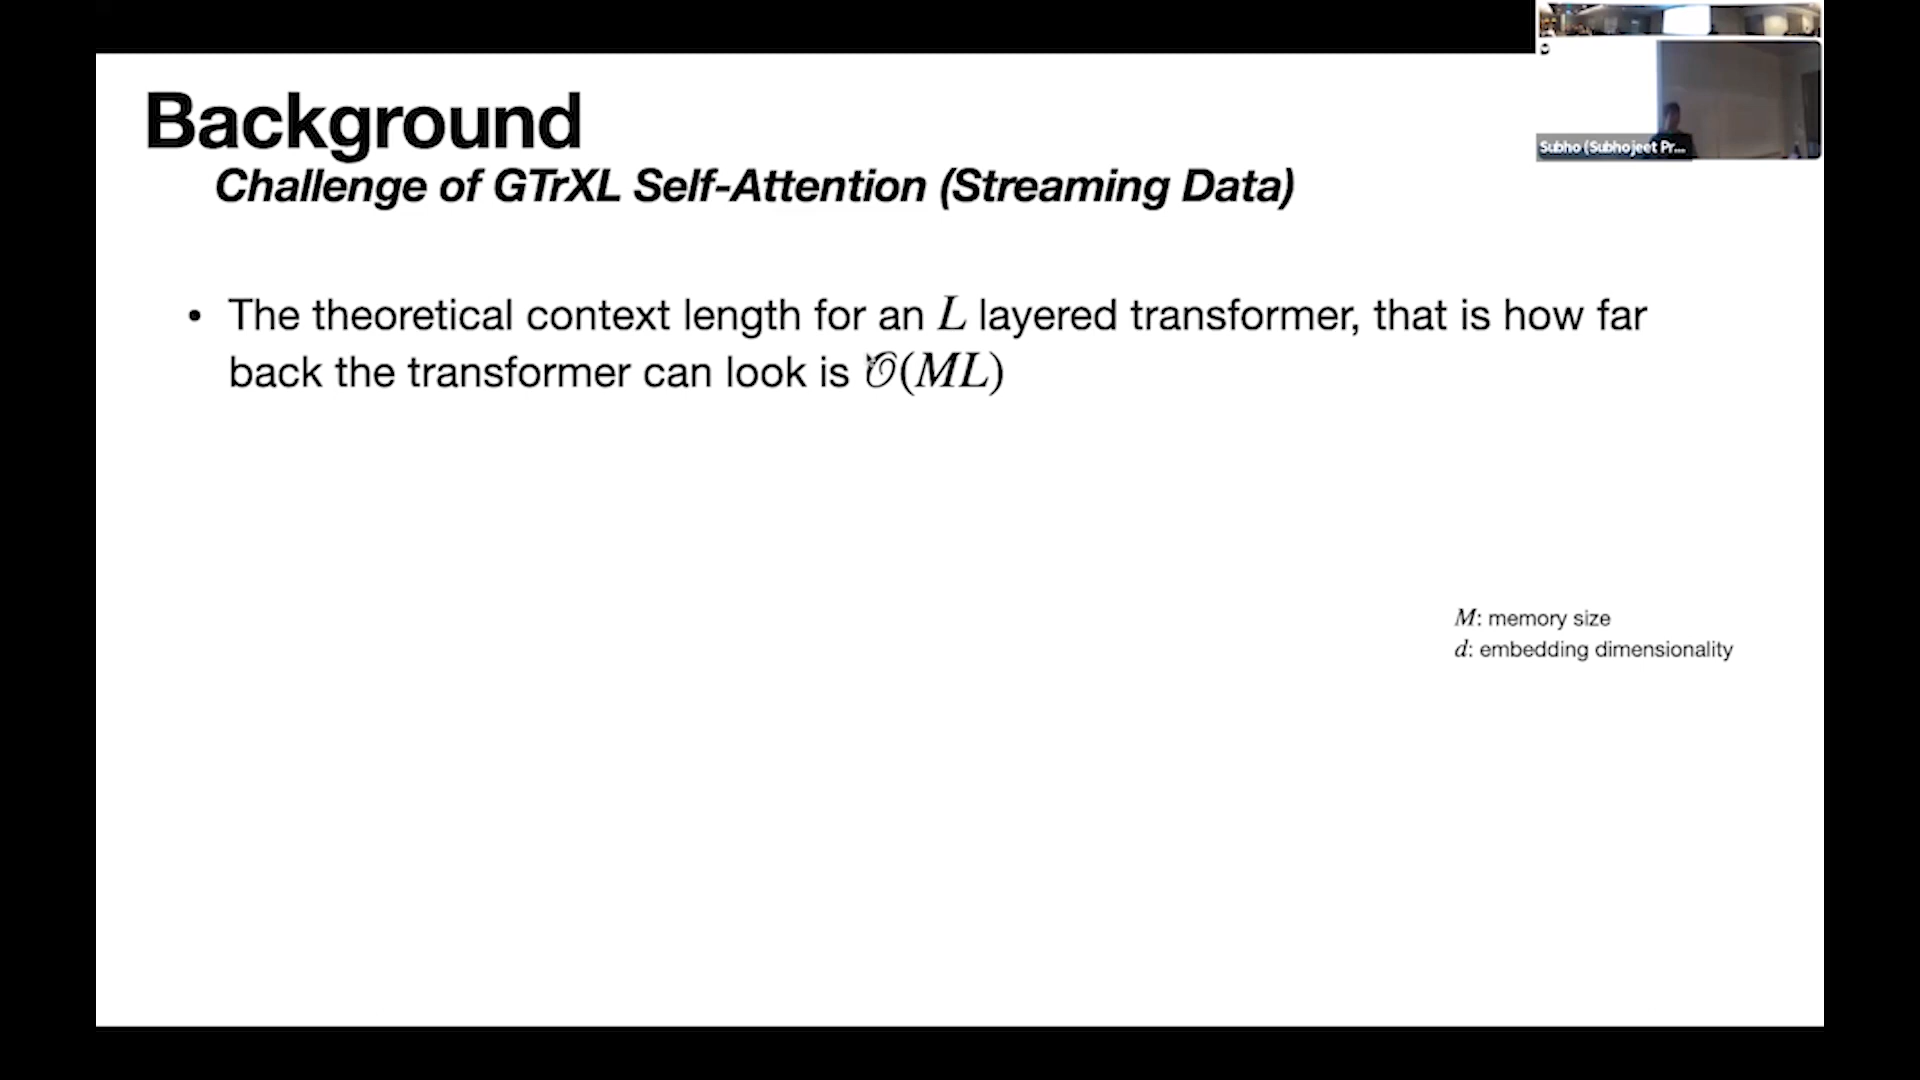 Background
Challenge of GTrXL Self-Attention (Streaming Data)
• The theoretical context length for an L layered transformer, that is how far
back the transformer can look is 𝒪(ML)
M: memory size
d: embedding dimensionality
Subho (Subhojeet Pr...